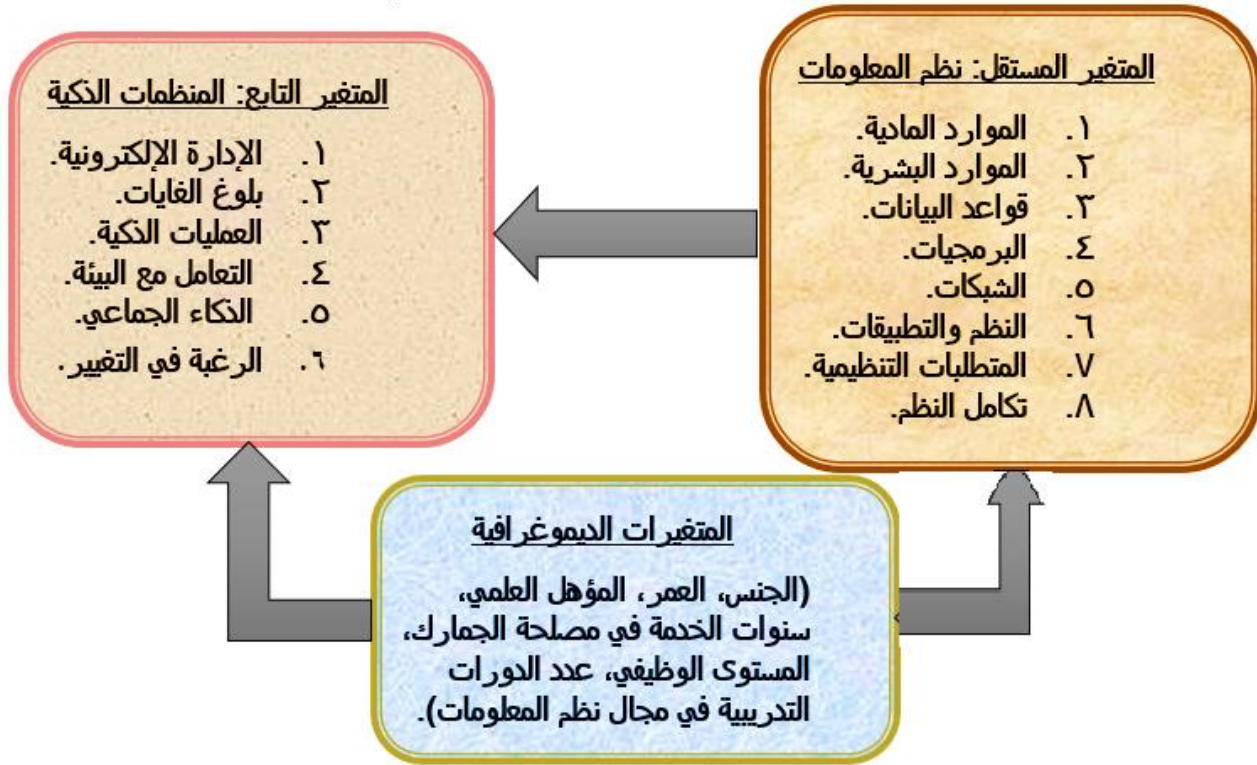 المتغير المستقل: نظم المعلومات
١. الموارد المادية.
٢. الموارد البشرية.
٣. قواعد البيانات.
٤. البرمجيات.
٥. الشبكات.
٦. النظم والتطبيقات.
٧. المتطلبات التنظيمية.
٨. تكامل النظم.
المتغير التابع: المنظمات الذكية
١. الإدارة الإلكترونية.
٢. بلوغ الغايات.
٣. العمليات الذكية.
٤. التعامل مع البيئة.
٥. الذكاء الجماعي.
٦. الرغبة في التغيير.
المتغيرات الديموغرافية
(الجنس، العمر، المؤهل العلمي،
سنوات الخدمة في مصلحة الجمارك،
المستوى الوظيفي، عدد الدورات
التدريبية في مجال نظم المعلومات).